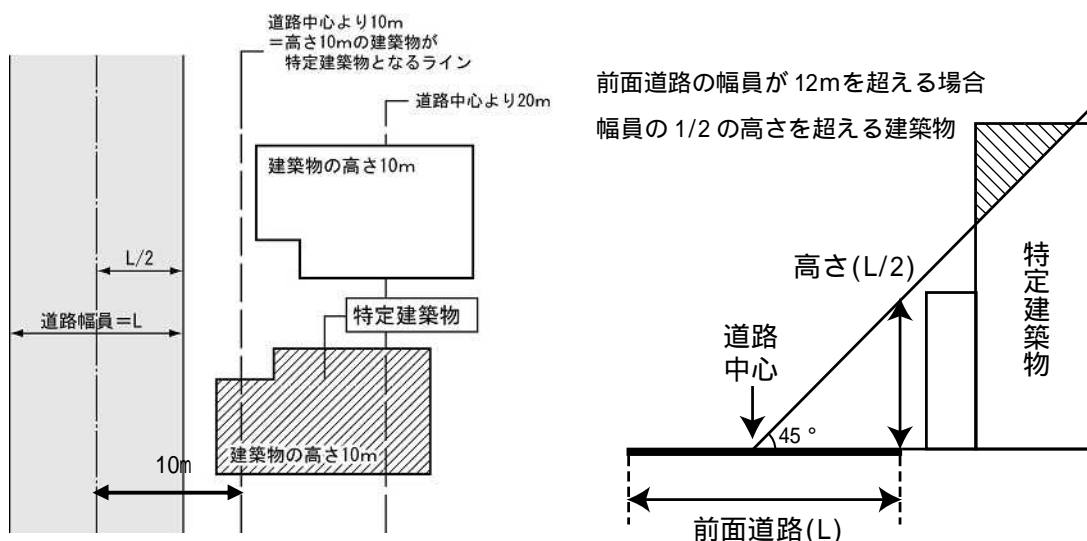 道路中心より10m
＝高さ10mの建築物が
特定建築物となるライン
道路中心より20m
建築物の高さ10m
L/2
道路幅員＝L
特定建築物
建築物の高さ10m
10m
前面道路の幅員が 12mを超える場合
幅員の 1/2 の高さを超える建築物
高さ(L/2)
特定建築物
道路
中心
45°
前面道路(L)